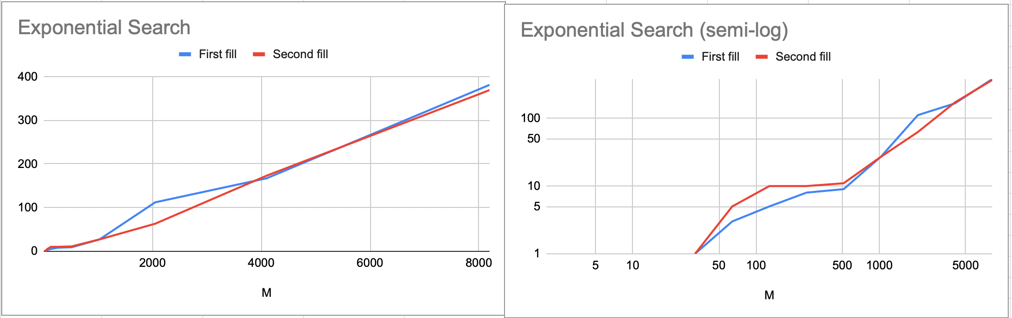 Exponential Search
First fill Second fill
400
300
200
100
0
2000 4000 6000 8000
M
Exponential Search (semi-log)
First fill Second fill
100
50
10
5
1
5 10 50 100 500 1000 5000
M